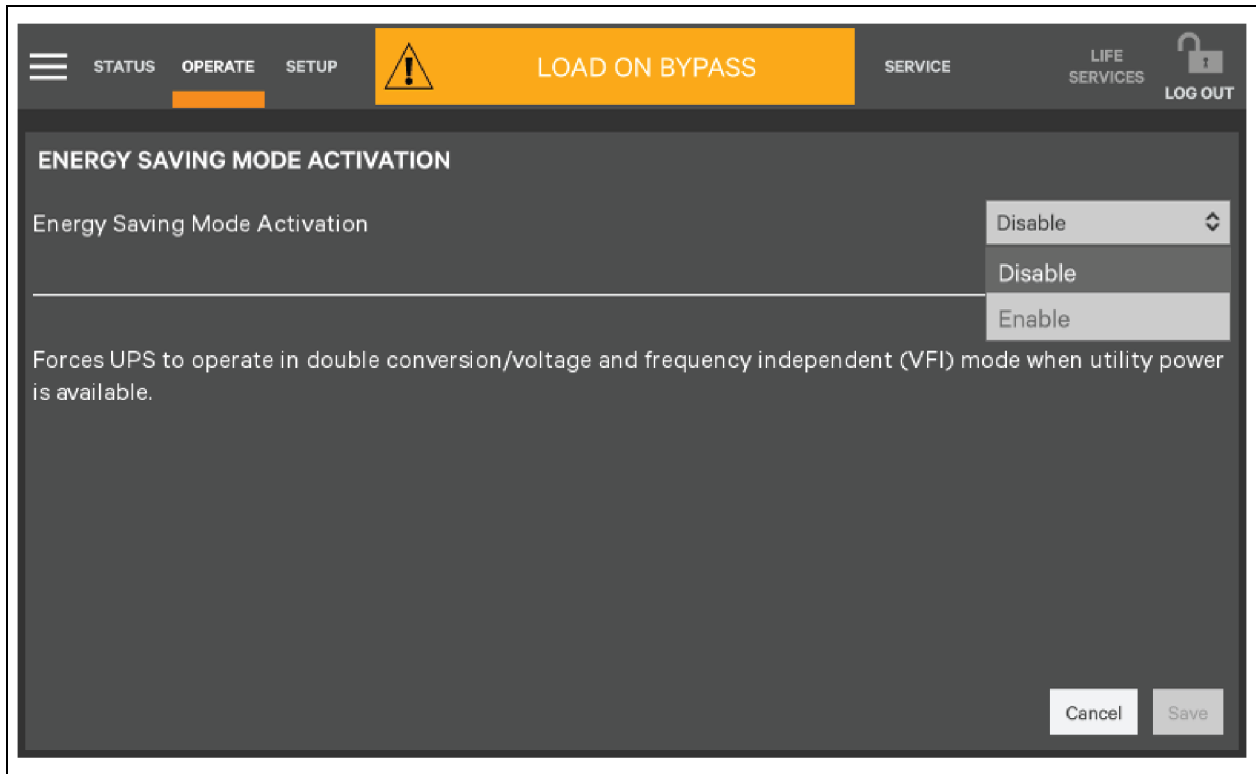 STATUS OPERATE SETUP LOAD ON BYPASS SERVICE LIFE SERVICES LOG OUT
ENERGY SAVING MODE ACTIVATION
Energy Saving Mode Activation Disable
Disable
Enable
Forces UPS to operate in double conversion/voltage and frequency independent (VFI) mode when utility power
is available.
Cancel Save